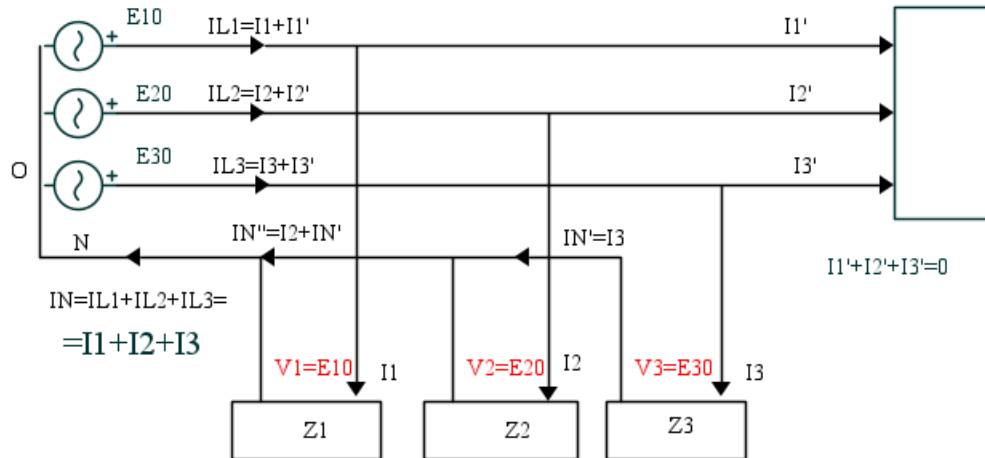 E10
IL1=I1+I1'
I1'
E20
IL2=I2+I2'
I2'
E30
IL3=I3+I3'
I3'
O
N
IN''=I2+IN'
IN'=I3
I1'+I2'+I3'=0
IN=IL1+IL2+IL3=
=I1+I2+I3
V1=E10
I1
V2=E20
I2
V3=E30
I3
Z1
Z2
Z3